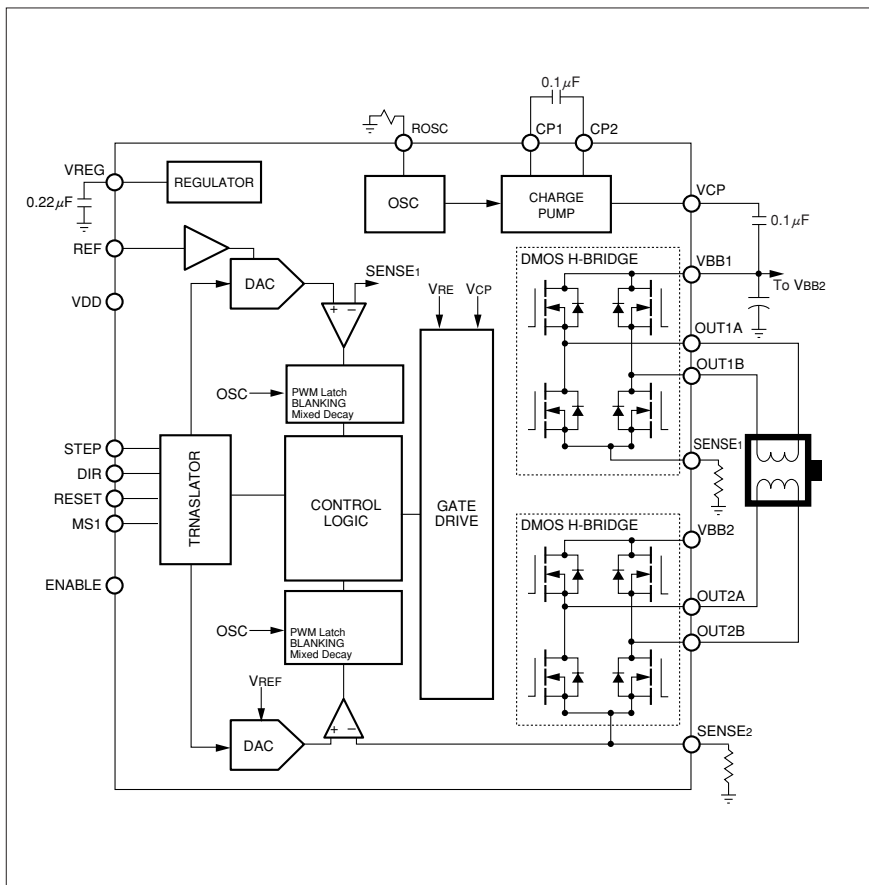 0.1μF
ROSC
CP1
CP2
VREG
REGULATOR
0.22μF
OSC
CHARGE
PUMP
VCP
0.1μF
REF
DAC
SENSE1
DMOS H-BRIDGE
VBB1
To VBB2
VDD
VRE
VCP
OUT1A
OUT1B
OSC
PWM Latch
BLANKING
Mixed Decay
STEP
DIR
RESET
MS1
TRNASLATOR
CONTROL
LOGIC
GATE
DRIVE
SENSE1
DMOS H-BRIDGE
VBB2
ENABLE
OUT2A
OSC
PWM Latch
BLANKING
Mixed Decay
OUT2B
VREF
DAC
SENSE2
+ −
+ −